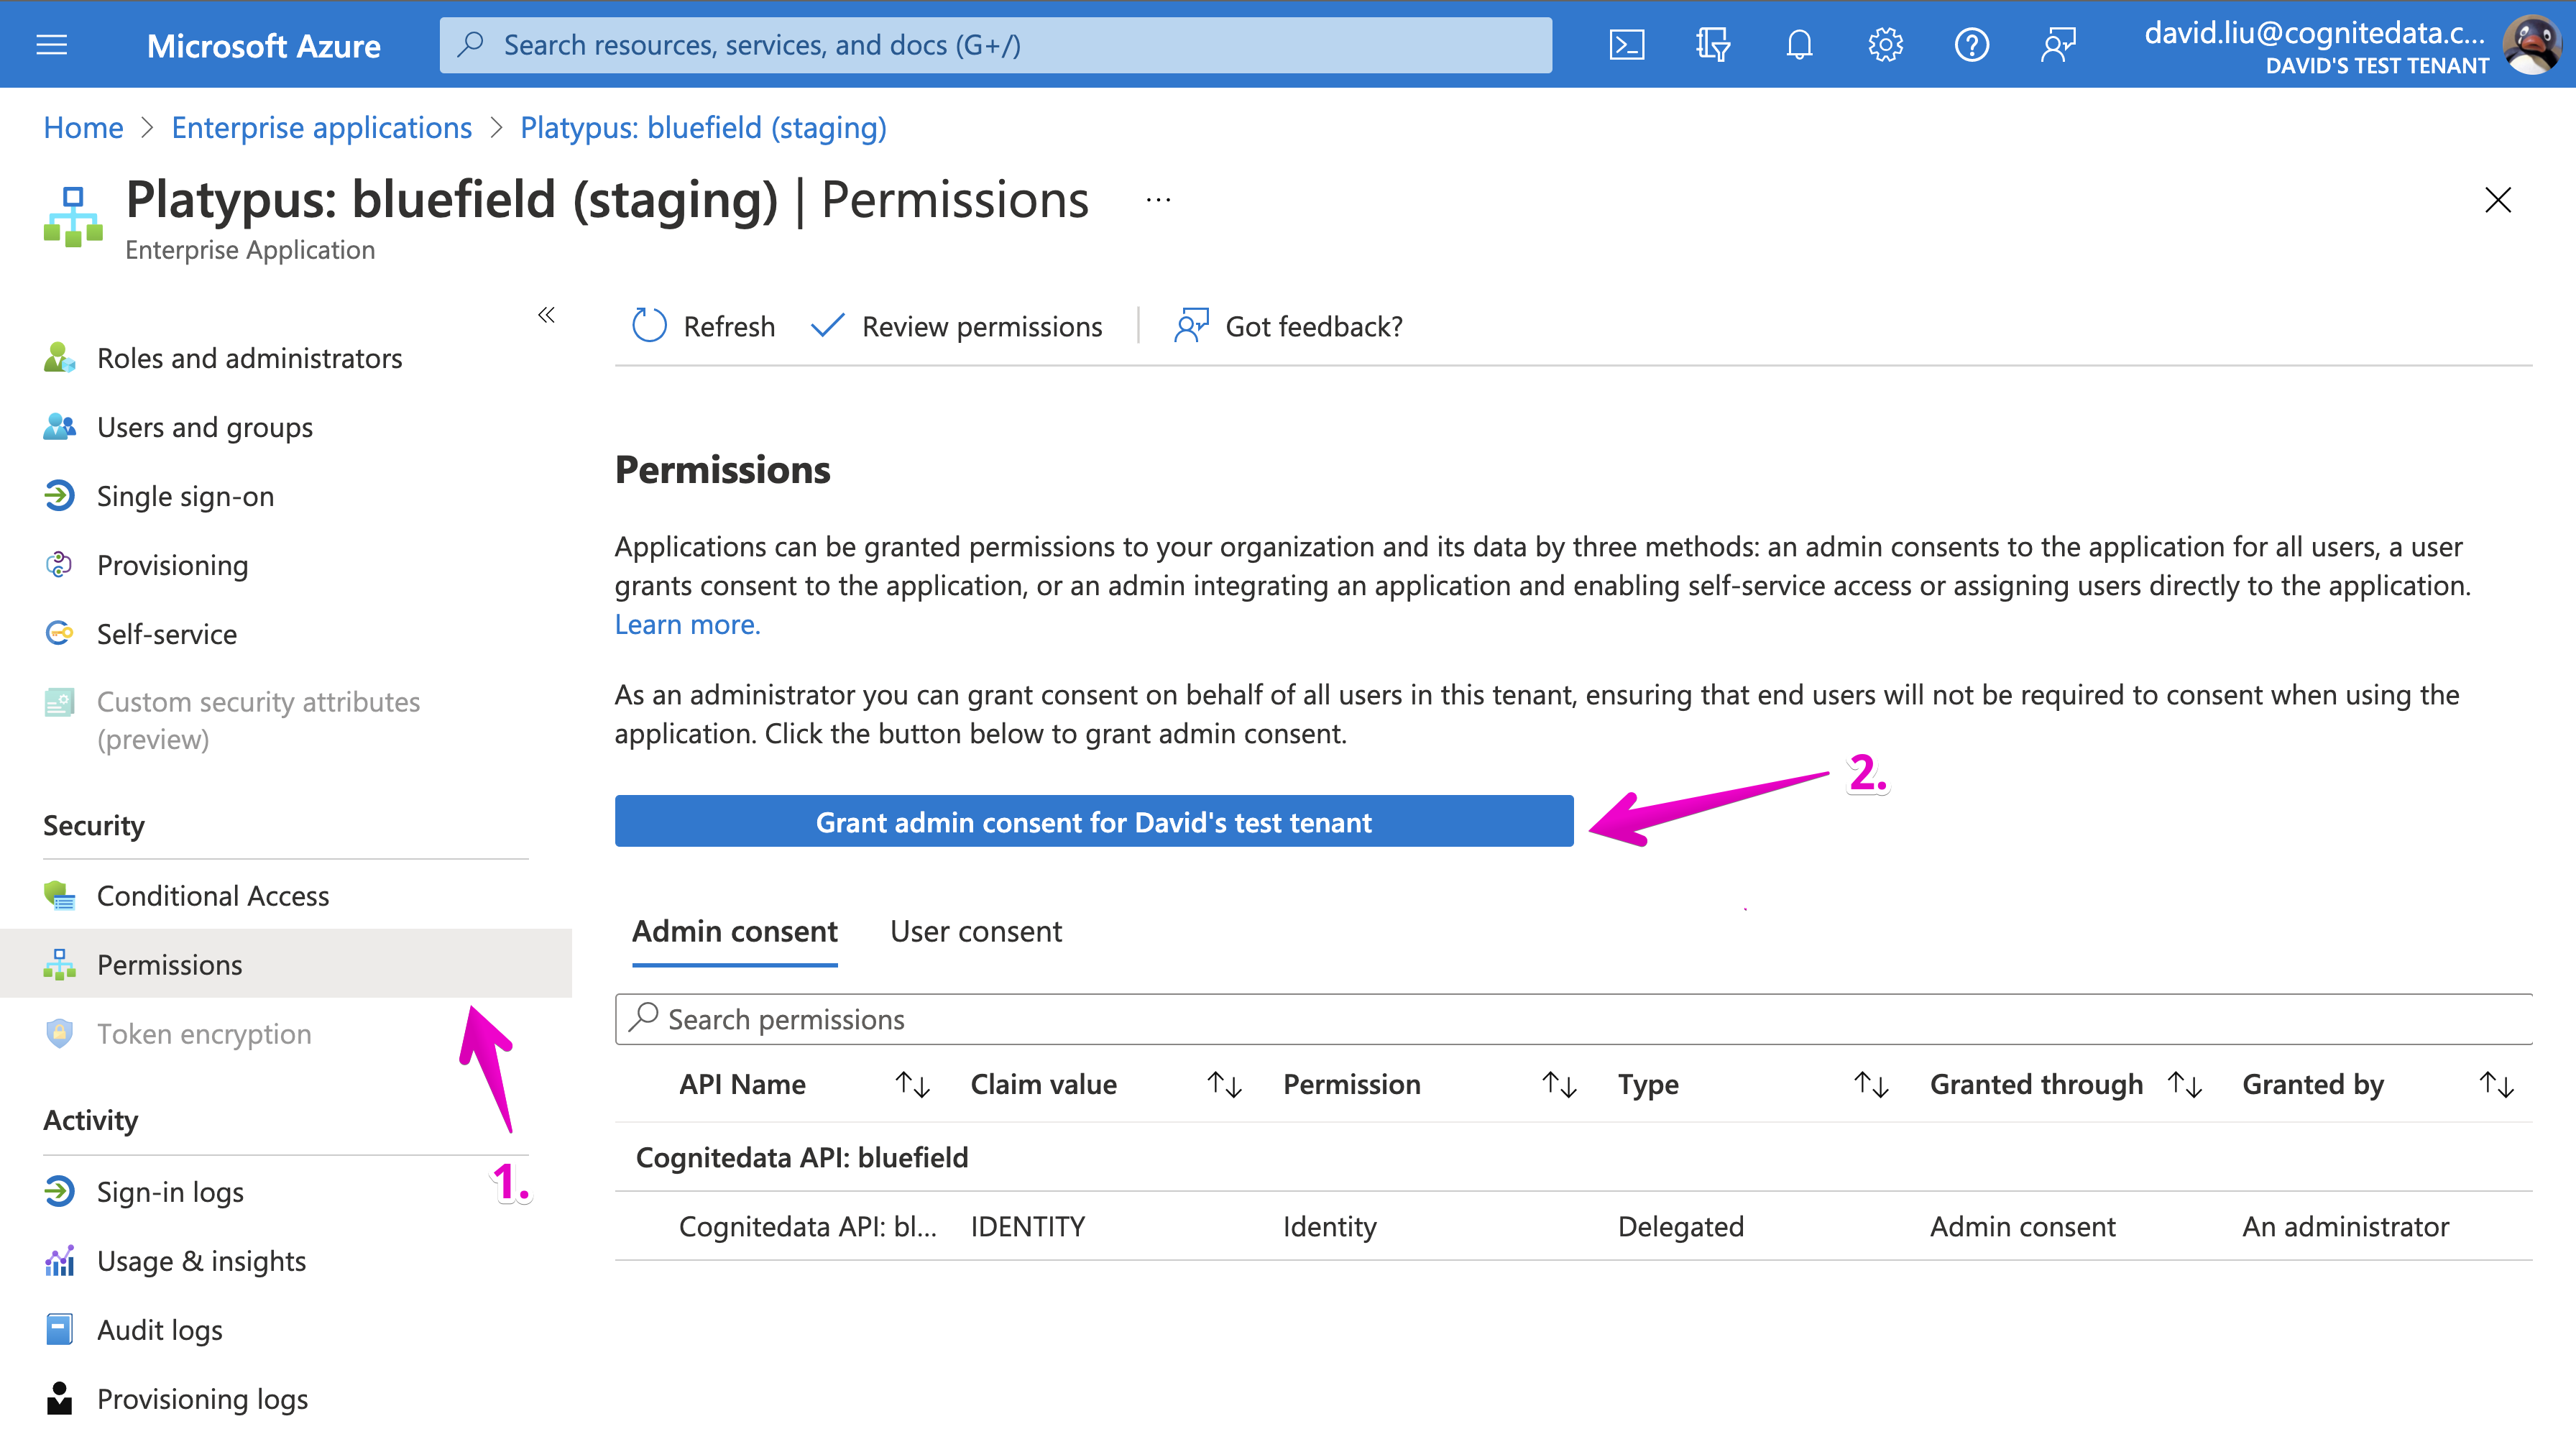 Microsoft Azure
Search resources, services, and docs (G+/)
david.liu@cognitedata.c...
DAVID'S TEST TENANT
Home > Enterprise applications > Platypus: bluefield (staging)
Platypus: bluefield (staging) | Permissions ...
Enterprise Application
Roles and administrators
Users and groups
Single sign-on
Provisioning
Self-service
Custom security attributes
(preview)
Security
Conditional Access
Permissions
Token encryption
1.
Activity
Sign-in logs
Usage & insights
Audit logs
Provisioning logs
Refresh
Review permissions
Got feedback?
Permissions
Applications can be granted permissions to your organization and its data by three methods: an admin consents to the application for all users, a user
grants consent to the application, or an admin integrating an application and enabling self-service access or assigning users directly to the application.
Learn more.
As an administrator you can grant consent on behalf of all users in this tenant, ensuring that end users will not be required to consent when using the
application. Click the button below to grant admin consent.
2.
Grant admin consent for David's test tenant
Admin consent User consent
Search permissions
API Name Claim value Permission Type Granted through Granted by
Cognitedata API: bluefield
Cognitedata API: bl... IDENTITY Identity Delegated Admin consent An administrator